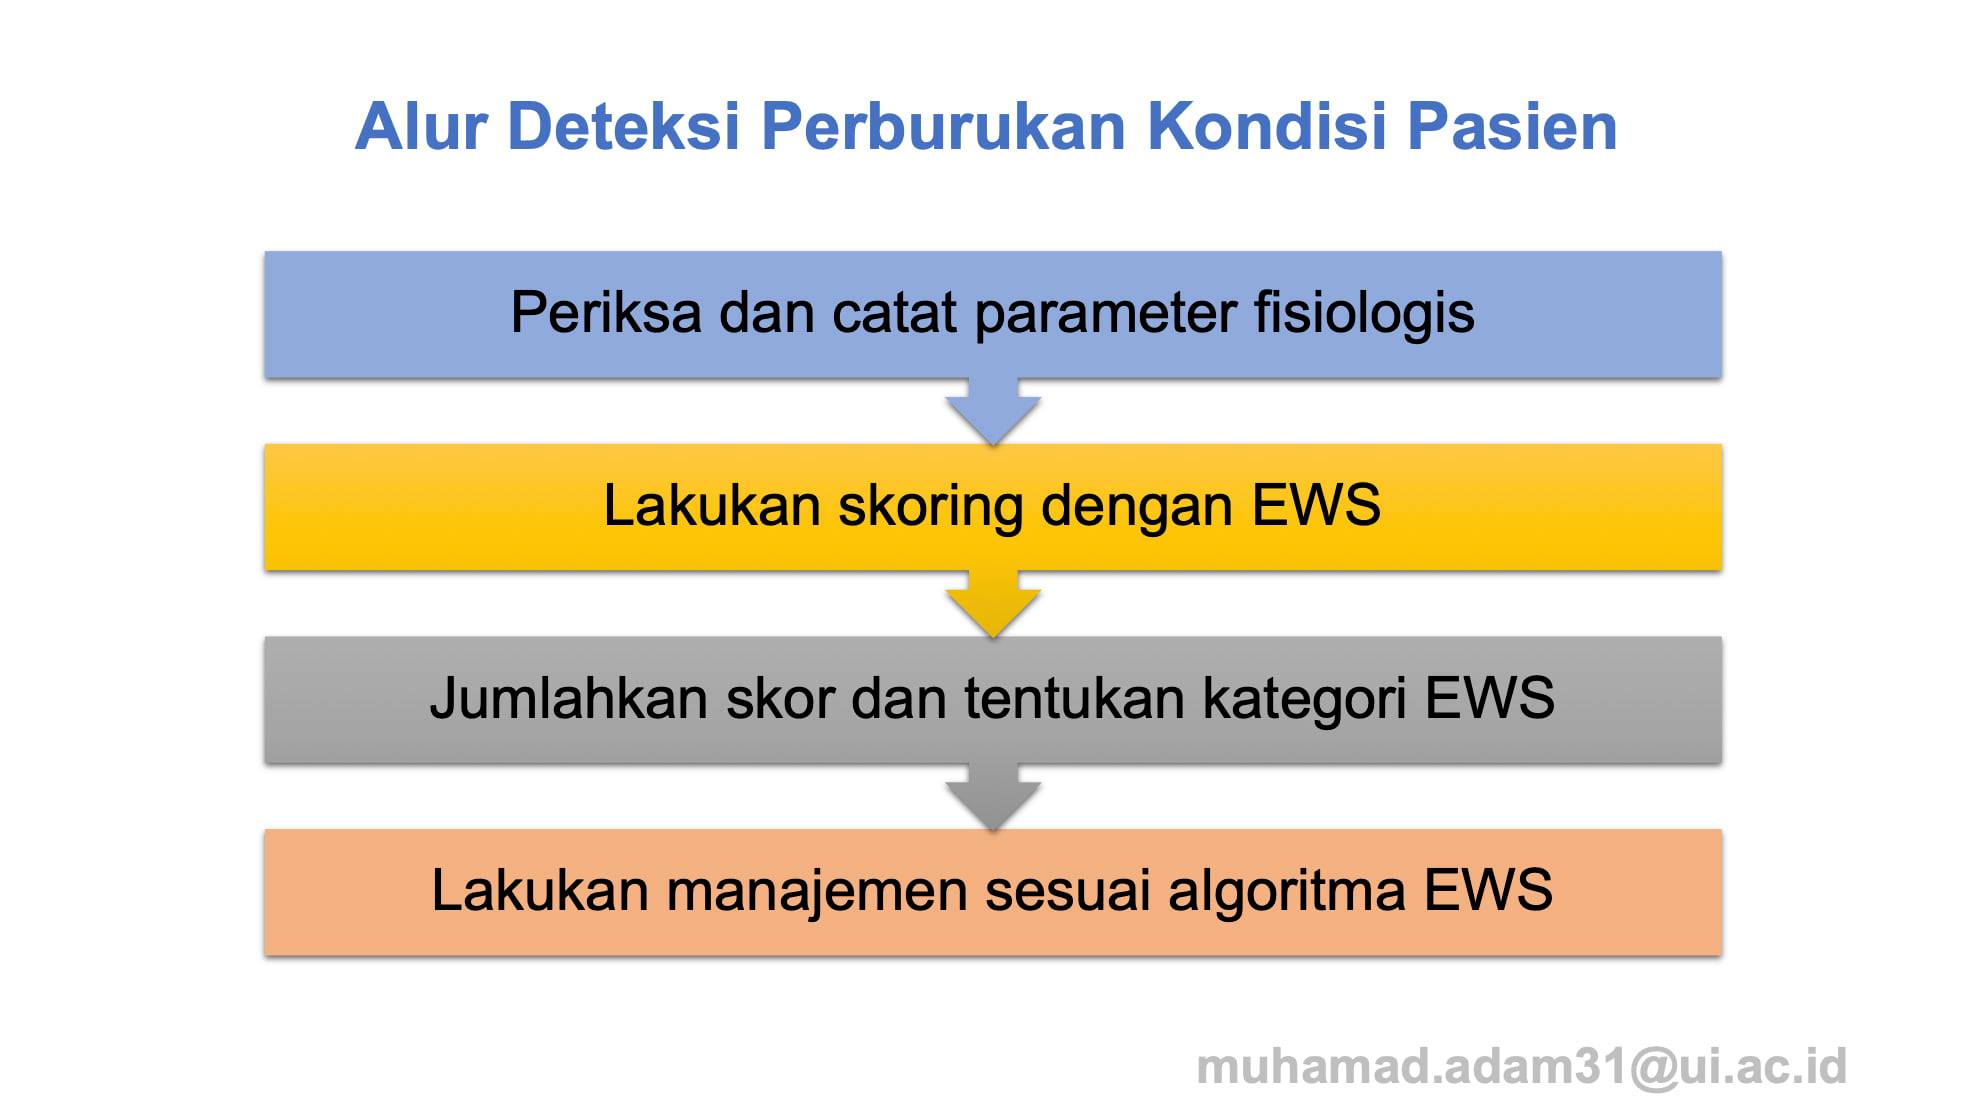 Alur Deteksi Perburukan Kondisi Pasien
Periksa dan catat parameter fisiologis
Lakukan skoring dengan EWS
Jumlahkan skor dan tentukan kategori EWS
Lakukan manajemen sesuai algoritma EWS
muhamad.adam31@ui.ac.id